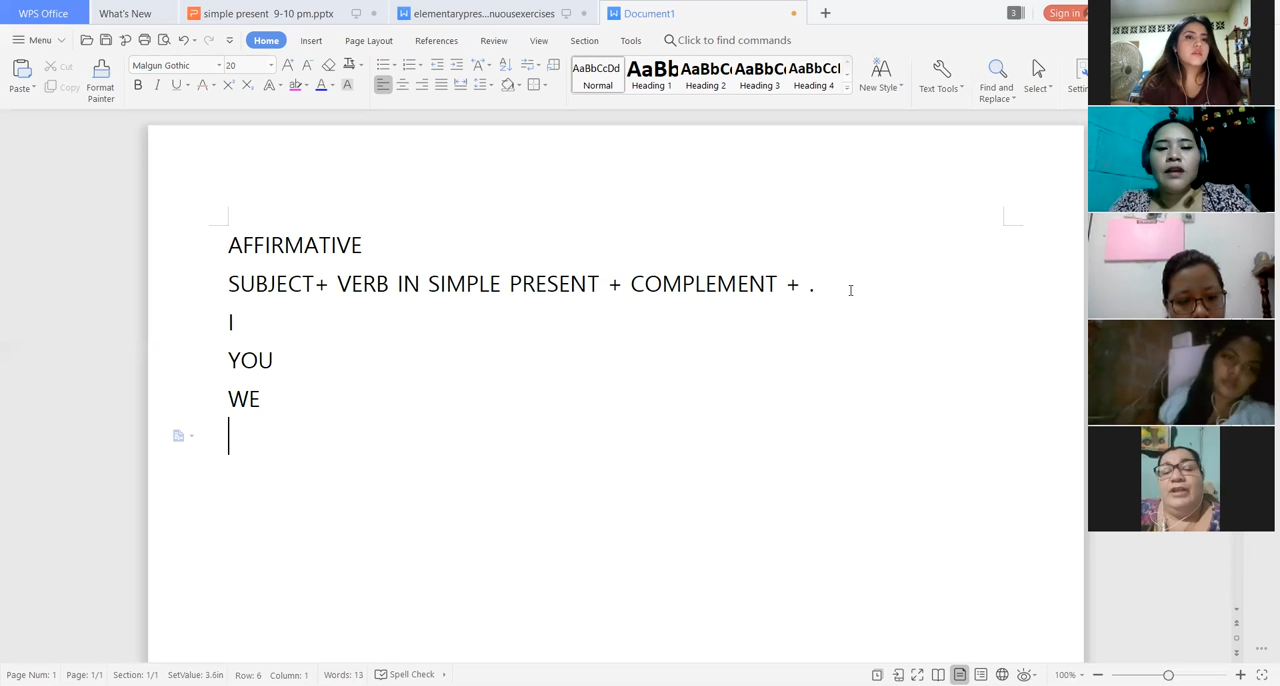 WPS Office What's New simple present 9-10 pm.pptx elementarypres...nuousexercises Document1 3 Sign in
Menu Home Insert Page Layout References Review View Section Tools Click to find commands
Paste Cut Copy Format Painter Malgun Gothic 20 AaBbCcDd Normal AaBb Heading 1 AaBbC Heading 2 AaBbC Heading 3 AaBbCcI Heading 4 New Style Text Tools Find and Replace Select
AFFIRMATIVE
SUBJECT+ VERB IN SIMPLE PRESENT + COMPLEMENT + .
I
YOU
WE
Page Num: 1 Page: 1/1 Section: 1/1 SetValue: 3.6in Row: 6 Column: 1 Words: 13 Spell Check 100%